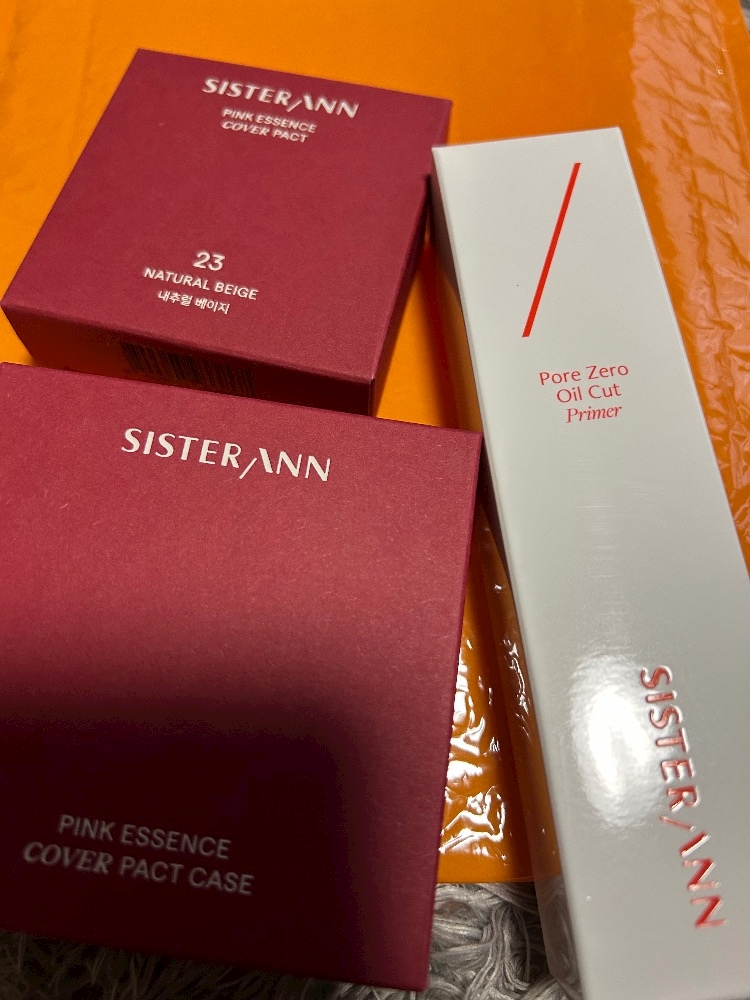 SISTER/ANN
PINK ESSENCE
COVER PACT
23
NATURAL BEIGE
내추럴 베이지
SISTER/ANN
PINK ESSENCE
COVER PACT CASE
Pore Zero
Oil Cut
Primer
SISTER/ANN